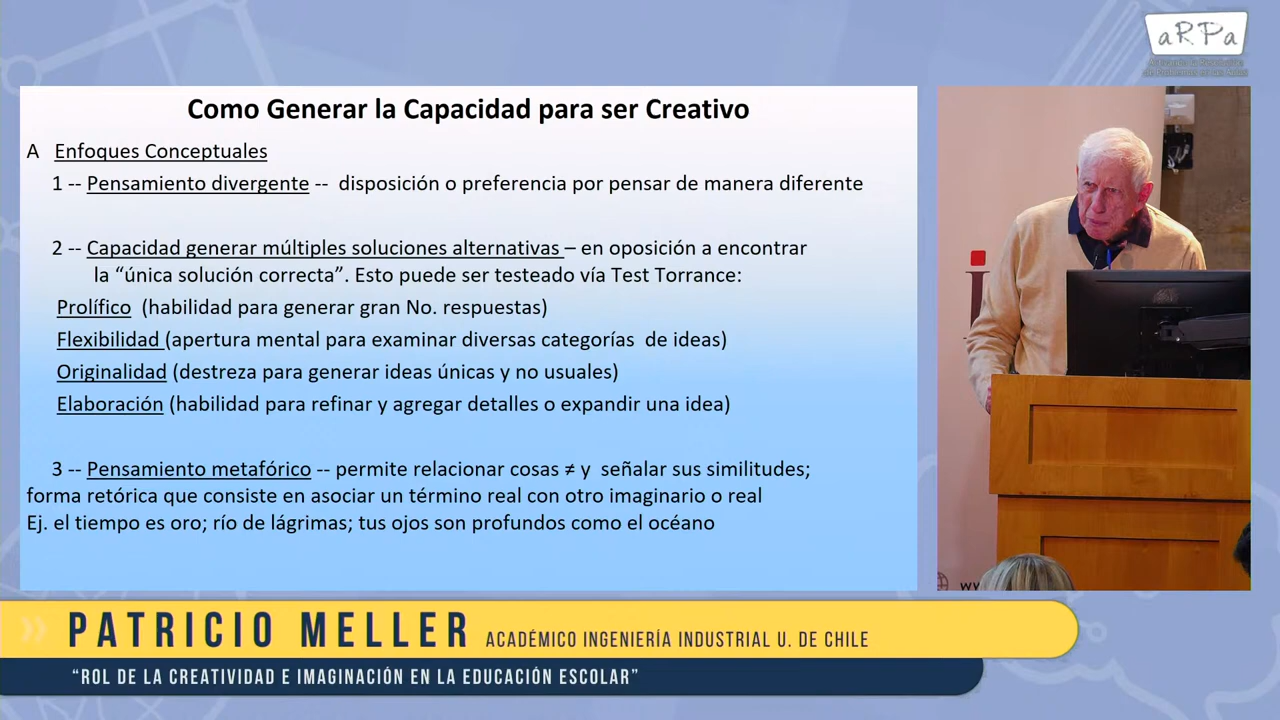 aRPa
Como Generar la Capacidad para ser Creativo
A Enfoques Conceptuales
1 -- Pensamiento divergente -- disposición o preferencia por pensar de manera diferente
2 -- Capacidad generar múltiples soluciones alternativas – en oposición a encontrar
la “única solución correcta”. Esto puede ser testeado vía Test Torrance:
Prolífico (habilidad para generar gran No. respuestas)
Flexibilidad (apertura mental para examinar diversas categorías de ideas)
Originalidad (destreza para generar ideas únicas y no usuales)
Elaboración (habilidad para refinar y agregar detalles o expandir una idea)
3 -- Pensamiento metafórico -- permite relacionar cosas ≠ y señalar sus similitudes;
forma retórica que consiste en asociar un término real con otro imaginario o real
Ej. el tiempo es oro; río de lágrimas; tus ojos son profundos como el océano
PATRICIO MELLER ACADÉMICO INGENIERÍA INDUSTRIAL U. DE CHILE
“ROL DE LA CREATIVIDAD E IMAGINACIÓN EN LA EDUCACIÓN ESCOLAR”